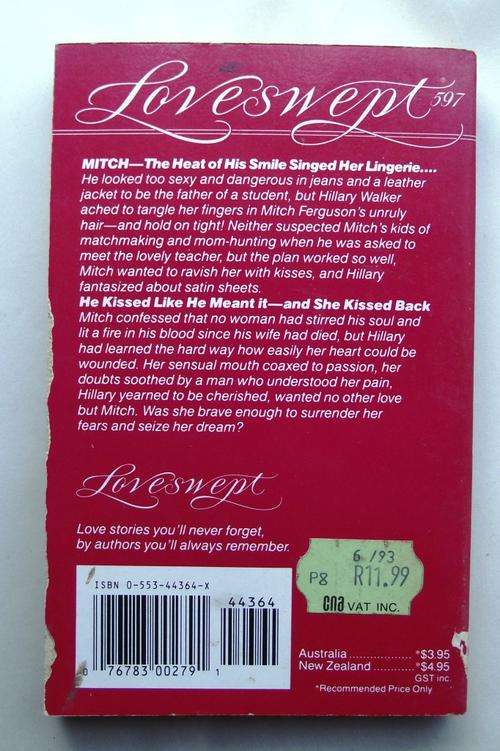 Loveswept 597
MITCH—The Heat of His Smile Singed Her Lingerie....
He looked too sexy and dangerous in jeans and a leather
jacket to be the father of a student, but Hillary Walker
ached to tangle her fingers in Mitch Ferguson's unruly
hair—and hold on tight! Neither suspected Mitch's kids of
matchmaking and mom-hunting when he was asked to
meet the lovely teacher, but the plan worked so well,
Mitch wanted to ravish her with kisses, and Hillary
fantasized about satin sheets.
He Kissed Like He Meant it—and She Kissed Back
Mitch confessed that no woman had stirred his soul and
lit a fire in his blood since his wife had died, but Hillary
had learned the hard way how easily her heart could be
wounded. Her sensual mouth coaxed to passion, her
doubts soothed by a man who understood her pain,
Hillary yearned to be cherished, wanted no other love
but Mitch. Was she brave enough to surrender her
fears and seize her dream?
Loveswept
Love stories you'll never forget,
by authors you'll always remember.
ISBN 0-553-44364-X
44364
0 76783 00279 1
6 /93
P8 R11.99
cna VAT INC.
Australia .................. *$3.95
New Zealand .......... *$4.95
GST inc.
*Recommended Price Only